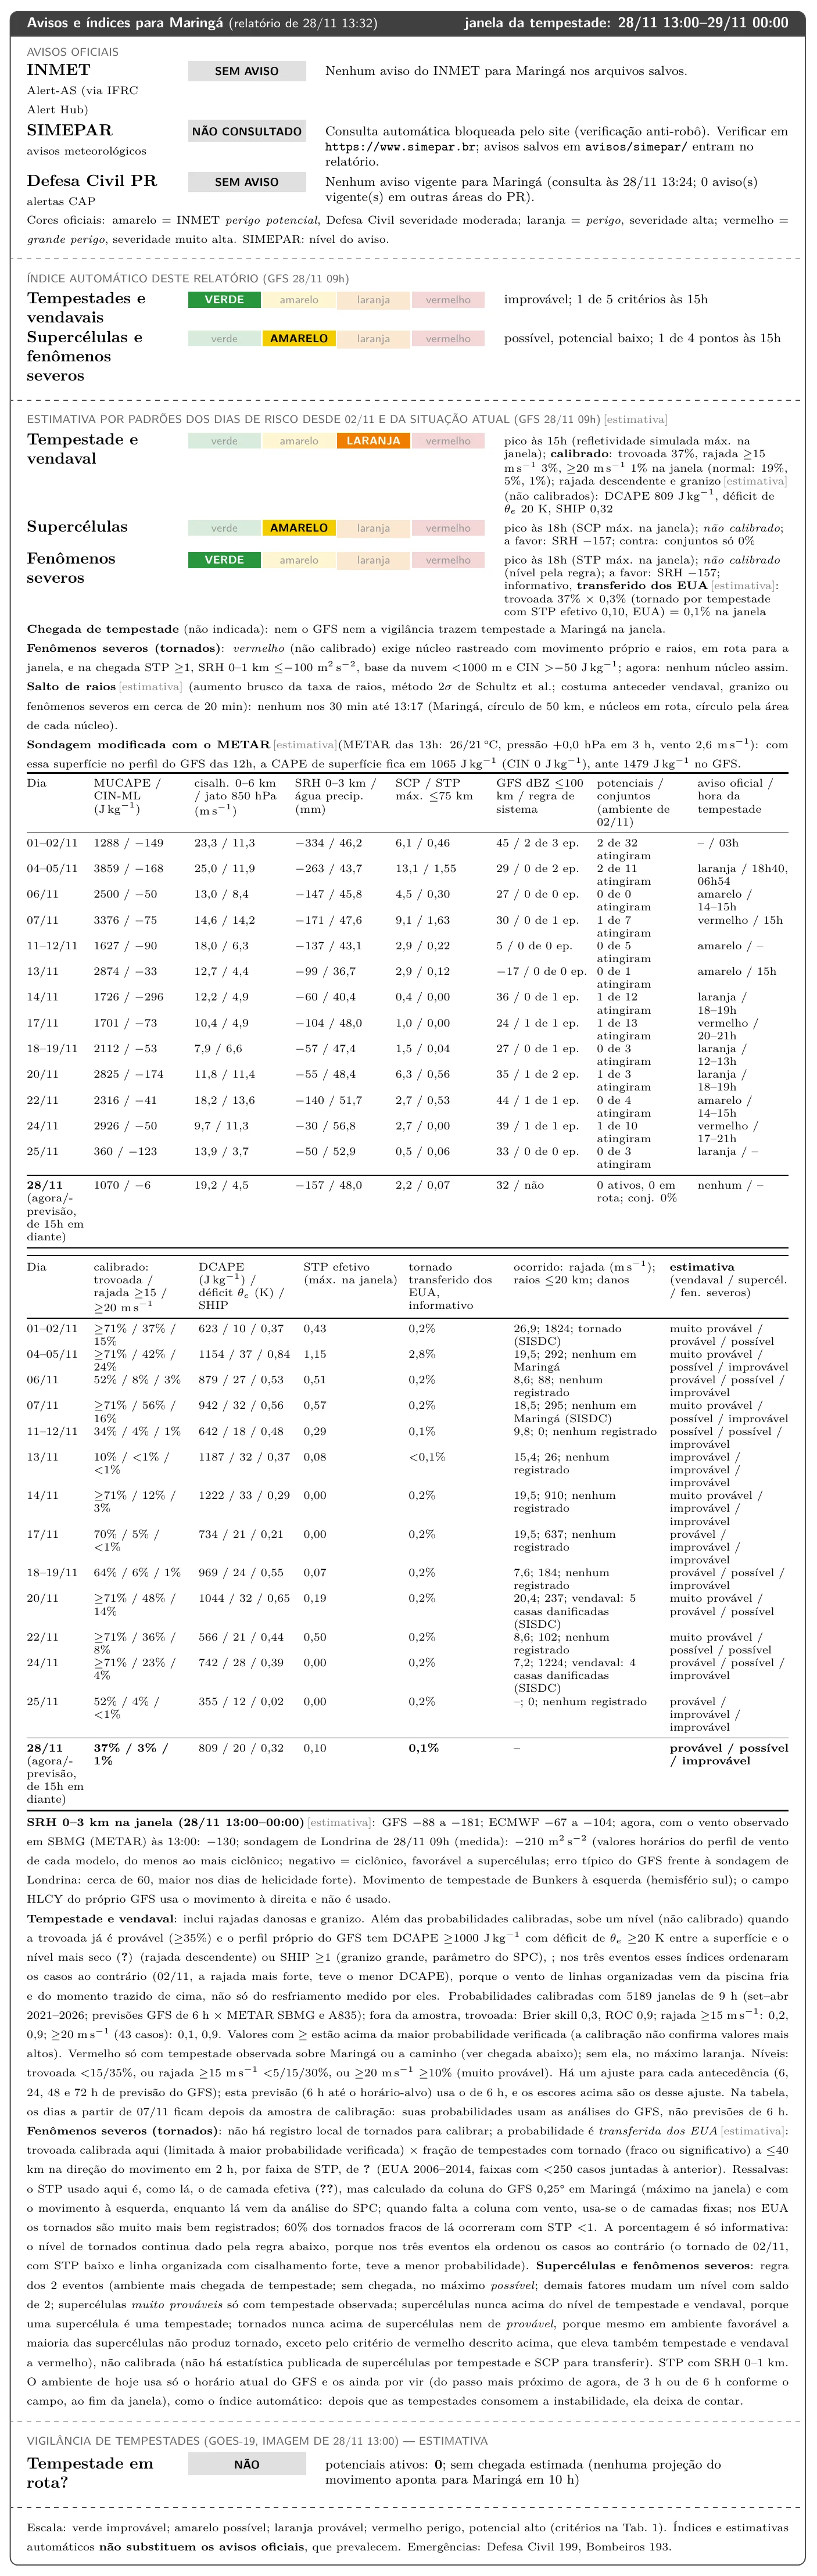 Avisos e índices para Maringá (relatório de 28/11 13:32) janela da tempestade: 28/11 13:00–29/11 00:00
AVISOS OFICIAIS
INMET SEM AVISO Nenhum aviso do INMET para Maringá nos arquivos salvos.
Alert-AS (via IFRC
Alert Hub)
SIMEPAR NÃO CONSULTADO Consulta automática bloqueada pelo site (verificação anti-robô). Verificar em
avisos meteorológicos https://www.simepar.br; avisos salvos em avisos/simepar/ entram no
relatório.
Defesa Civil PR SEM AVISO Nenhum aviso vigente para Maringá (consulta às 28/11 13:24; 0 aviso(s)
alertas CAP vigente(s) em outras áreas do PR).
Cores oficiais: amarelo = INMET perigo potencial, Defesa Civil severidade moderada; laranja = perigo, severidade alta; vermelho =
grande perigo, severidade muito alta. SIMEPAR: nível do aviso.
ÍNDICE AUTOMÁTICO DESTE RELATÓRIO (GFS 28/11 09h)
Tempestades e VERDE amarelo laranja vermelho improvável; 1 de 5 critérios às 15h
vendavais
Supercélulas e verde AMARELO laranja vermelho possível, potencial baixo; 1 de 4 pontos às 15h
fenômenos
severos
ESTIMATIVA POR PADRÕES DOS DIAS DE RISCO DESDE 02/11 E DA SITUAÇÃO ATUAL (GFS 28/11 09h) [estimativa]
Tempestade e verde amarelo LARANJA vermelho pico às 15h (refletividade simulada máx. na
vendaval janela); calibrado: trovoada 37%, rajada ≥15
m s⁻¹ 3%, ≥20 m s⁻¹ 1% na janela (normal: 19%,
5%, 1%); rajada descendente e granizo [estimativa]
(não calibrados): DCAPE 809 J kg⁻¹, déficit de
θe 20 K, SHIP 0,32
Supercélulas verde AMARELO laranja vermelho pico às 18h (SCP máx. na janela); não calibrado;
a favor: SRH −157; contra: conjuntos só 0%
Fenômenos VERDE amarelo laranja vermelho pico às 18h (STP máx. na janela); não calibrado
severos (nível pela regra); a favor: SRH −157;
informativo, transferido dos EUA [estimativa]:
trovoada 37% × 0,3% (tornado por tempestade
com STP efetivo 0,10, EUA) = 0,1% na janela
Chegada de tempestade (não indicada): nem o GFS nem a vigilância trazem tempestade a Maringá na janela.
Fenômenos severos (tornados): vermelho (não calibrado) exige núcleo rastreado com movimento próprio e raios, em rota para a
janela, e na chegada STP ≥1, SRH 0–1 km ≤−100 m² s⁻², base da nuvem <1000 m e CIN >−50 J kg⁻¹; agora: nenhum núcleo assim.
Salto de raios [estimativa] (aumento brusco da taxa de raios, método 2σ de Schultz et al.; costuma anteceder vendaval, granizo ou
fenômenos severos em cerca de 20 min): nenhum nos 30 min até 13:17 (Maringá, círculo de 50 km, e núcleos em rota, círculo pela área
de cada núcleo).
Sondagem modificada com o METAR [estimativa](METAR das 13h: 26/21 °C, pressão +0,0 hPa em 3 h, vento 2,6 m s⁻¹): com
essa superfície no perfil do GFS das 12h, a CAPE de superfície fica em 1065 J kg⁻¹ (CIN 0 J kg⁻¹), ante 1479 J kg⁻¹ no GFS.
Dia MUCAPE / cisalh. 0–6 km SRH 0–3 km / SCP / STP GFS dBZ ≤100 potenciais / aviso oficial /
CIN-ML / jato 850 hPa água precip. máx. ≤75 km km / regra de conjuntos hora da
(J kg⁻¹) (m s⁻¹) (mm) sistema (ambiente de tempestade
02/11)
01–02/11 1288 / −149 23,3 / 11,3 −334 / 46,2 6,1 / 0,46 45 / 2 de 3 ep. 2 de 32 – / 03h
atingiram
04–05/11 3859 / −168 25,0 / 11,9 −263 / 43,7 13,1 / 1,55 29 / 0 de 2 ep. 2 de 11 laranja / 18h40,
atingiram 06h54
06/11 2500 / −50 13,0 / 8,4 −147 / 45,8 4,5 / 0,30 27 / 0 de 0 ep. 0 de 0 amarelo /
atingiram 14–15h
07/11 3376 / −75 14,6 / 14,2 −171 / 47,6 9,1 / 1,63 30 / 0 de 1 ep. 1 de 7 vermelho / 15h
atingiram
11–12/11 1627 / −90 18,0 / 6,3 −137 / 43,1 2,9 / 0,22 5 / 0 de 0 ep. 0 de 5 amarelo / –
atingiram
13/11 2874 / −33 12,7 / 4,4 −99 / 36,7 2,9 / 0,12 −17 / 0 de 0 ep. 0 de 1 amarelo / 15h
atingiram
14/11 1726 / −296 12,2 / 4,9 −60 / 40,4 0,4 / 0,00 36 / 0 de 1 ep. 1 de 12 laranja /
atingiram 18–19h
17/11 1701 / −73 10,4 / 4,9 −104 / 48,0 1,0 / 0,00 24 / 1 de 1 ep. 1 de 13 vermelho /
atingiram 20–21h
18–19/11 2112 / −53 7,9 / 6,6 −57 / 47,4 1,5 / 0,04 27 / 0 de 1 ep. 0 de 3 laranja /
atingiram 12–13h
20/11 2825 / −174 11,8 / 11,4 −55 / 48,4 6,3 / 0,56 35 / 1 de 2 ep. 1 de 3 laranja /
atingiram 18–19h
22/11 2316 / −41 18,2 / 13,6 −140 / 51,7 2,7 / 0,53 44 / 1 de 1 ep. 0 de 4 amarelo /
atingiram 14–15h
24/11 2926 / −50 9,7 / 11,3 −30 / 56,8 2,7 / 0,00 39 / 1 de 1 ep. 1 de 10 vermelho /
atingiram 17–21h
25/11 360 / −123 13,9 / 3,7 −50 / 52,9 0,5 / 0,06 33 / 0 de 0 ep. 0 de 3 laranja / –
atingiram
28/11 1070 / −6 19,2 / 4,5 −157 / 48,0 2,2 / 0,07 32 / não 0 ativos, 0 em nenhum / –
(agora/- rota; conj. 0%
previsão,
de 15h em
diante)
Dia calibrado: DCAPE STP efetivo tornado ocorrido: rajada (m s⁻¹); estimativa
trovoada / (J kg⁻¹) / (máx. na janela) transferido dos raios ≤20 km; danos (vendaval / supercél.
rajada ≥15 / déficit θe (K) / EUA, / fen. severos)
≥20 m s⁻¹ SHIP informativo
01–02/11 ≥71% / 37% / 623 / 10 / 0,37 0,43 0,2% 26,9; 1824; tornado muito provável /
15% (SISDC) provável / possível
04–05/11 ≥71% / 42% / 1154 / 37 / 0,84 1,15 2,8% 19,5; 292; nenhum em muito provável /
24% Maringá possível / improvável
06/11 52% / 8% / 3% 879 / 27 / 0,53 0,51 0,2% 8,6; 88; nenhum provável / possível /
registrado improvável
07/11 ≥71% / 56% / 942 / 32 / 0,56 0,57 0,2% 18,5; 295; nenhum em muito provável /
16% Maringá (SISDC) possível / improvável
11–12/11 34% / 4% / 1% 642 / 18 / 0,48 0,29 0,1% 9,8; 0; nenhum registrado possível / possível /
improvável
13/11 10% / <1% / 1187 / 32 / 0,37 0,08 <0,1% 15,4; 26; nenhum improvável /
<1% registrado improvável /
improvável
14/11 ≥71% / 12% / 1222 / 33 / 0,29 0,00 0,2% 19,5; 910; nenhum muito provável /
3% registrado improvável /
improvável
17/11 70% / 5% / 734 / 21 / 0,21 0,00 0,2% 19,5; 637; nenhum provável /
<1% registrado improvável /
improvável
18–19/11 64% / 6% / 1% 969 / 24 / 0,55 0,07 0,2% 7,6; 184; nenhum provável / possível /
registrado improvável
20/11 ≥71% / 48% / 1044 / 32 / 0,65 0,19 0,2% 20,4; 237; vendaval: 5 muito provável /
14% casas danificadas provável / possível
(SISDC)
22/11 ≥71% / 36% / 566 / 21 / 0,44 0,50 0,2% 8,6; 102; nenhum muito provável /
8% registrado possível / possível
24/11 ≥71% / 23% / 742 / 28 / 0,39 0,00 0,2% 7,2; 1224; vendaval: 4 provável / possível /
4% casas danificadas improvável
(SISDC)
25/11 52% / 4% / 355 / 12 / 0,02 0,00 0,2% –; 0; nenhum registrado provável /
<1% improvável /
improvável
28/11 37% / 3% / 809 / 20 / 0,32 0,10 0,1% – provável / possível
(agora/- 1% / improvável
previsão,
de 15h em
diante)
SRH 0–3 km na janela (28/11 13:00–00:00) [estimativa]: GFS −88 a −181; ECMWF −67 a −104; agora, com o vento observado
em SBMG (METAR) às 13:00: −130; sondagem de Londrina de 28/11 09h (medida): −210 m² s⁻² (valores horários do perfil de vento
de cada modelo, do menos ao mais ciclônico; negativo = ciclônico, favorável a supercélulas; erro típico do GFS frente à sondagem de
Londrina: cerca de 60, maior nos dias de helicidade forte). Movimento de tempestade de Bunkers à esquerda (hemisfério sul); o campo
HLCY do próprio GFS usa o movimento à direita e não é usado.
Tempestade e vendaval: inclui rajadas danosas e granizo. Além das probabilidades calibradas, sobe um nível (não calibrado) quando
a trovoada já é provável (≥35%) e o perfil próprio do GFS tem DCAPE ≥1000 J kg⁻¹ com déficit de θe ≥20 K entre a superfície e o
nível mais seco (?) (rajada descendente) ou SHIP ≥1 (granizo grande, parâmetro do SPC), ; nos três eventos esses índices ordenaram
os casos ao contrário (02/11, a rajada mais forte, teve o menor DCAPE), porque o vento de linhas organizadas vem da piscina fria
e do momento trazido de cima, não só do resfriamento medido por eles. Probabilidades calibradas com 5189 janelas de 9 h (set–abr
2021–2026; previsões GFS de 6 h × METAR SBMG e A835); fora da amostra, trovoada: Brier skill 0,3, ROC 0,9; rajada ≥15 m s⁻¹: 0,2,
0,9; ≥20 m s⁻¹ (43 casos): 0,1, 0,9. Valores com ≥ estão acima da maior probabilidade verificada (a calibração não confirma valores mais
altos). Vermelho só com tempestade observada sobre Maringá ou a caminho (ver chegada abaixo); sem ela, no máximo laranja. Níveis:
trovoada <15/35%, ou rajada ≥15 m s⁻¹ <5/15/30%, ou ≥20 m s⁻¹ ≥10% (muito provável). Há um ajuste para cada antecedência (6,
24, 48 e 72 h de previsão do GFS); esta previsão (6 h até o horário-alvo) usa o de 6 h, e os escores acima são os desse ajuste. Na tabela,
os dias a partir de 07/11 ficam depois da amostra de calibração: suas probabilidades usam as análises do GFS, não previsões de 6 h.
Fenômenos severos (tornados): não há registro local de tornados para calibrar; a probabilidade é transferida dos EUA [estimativa]:
trovoada calibrada aqui (limitada à maior probabilidade verificada) × fração de tempestades com tornado (fraco ou significativo) a ≤40
km na direção do movimento em 2 h, por faixa de STP, de ? (EUA 2006–2014, faixas com <250 casos juntadas à anterior). Ressalvas:
o STP usado aqui é, como lá, o de camada efetiva (??), mas calculado da coluna do GFS 0,25° em Maringá (máximo na janela) e com
o movimento à esquerda, enquanto lá vem da análise do SPC; quando falta a coluna com vento, usa-se o de camadas fixas; nos EUA
os tornados são muito mais bem registrados; 60% dos tornados fracos de lá ocorreram com STP <1. A porcentagem é só informativa:
o nível de tornados continua dado pela regra abaixo, porque nos três eventos ela ordenou os casos ao contrário (o tornado de 02/11,
com STP baixo e linha organizada com cisalhamento forte, teve a menor probabilidade). Supercélulas e fenômenos severos: regra
dos 2 eventos (ambiente mais chegada de tempestade; sem chegada, no máximo possível; demais fatores mudam um nível com saldo
de 2; supercélulas muito prováveis só com tempestade observada; supercélulas nunca acima do nível de tempestade e vendaval, porque
uma supercélula é uma tempestade; tornados nunca acima de supercélulas nem de provável, porque mesmo em ambiente favorável a
maioria das supercélulas não produz tornado, exceto pelo critério de vermelho descrito acima, que eleva também tempestade e vendaval
a vermelho), não calibrada (não há estatística publicada de supercélulas por tempestade e SCP para transferir). STP com SRH 0–1 km.
O ambiente de hoje usa só o horário atual do GFS e os ainda por vir (do passo mais próximo de agora, de 3 h ou de 6 h conforme o
campo, ao fim da janela), como o índice automático: depois que as tempestades consomem a instabilidade, ela deixa de contar.
VIGILÂNCIA DE TEMPESTADES (GOES-19, IMAGEM DE 28/11 13:00) — ESTIMATIVA
Tempestade em NÃO potenciais ativos: 0; sem chegada estimada (nenhuma projeção do
rota? movimento aponta para Maringá em 10 h)
Escala: verde improvável; amarelo possível; laranja provável; vermelho perigo, potencial alto (critérios na Tab. 1). Índices e estimativas
automáticos não substituem os avisos oficiais, que prevalecem. Emergências: Defesa Civil 199, Bombeiros 193.